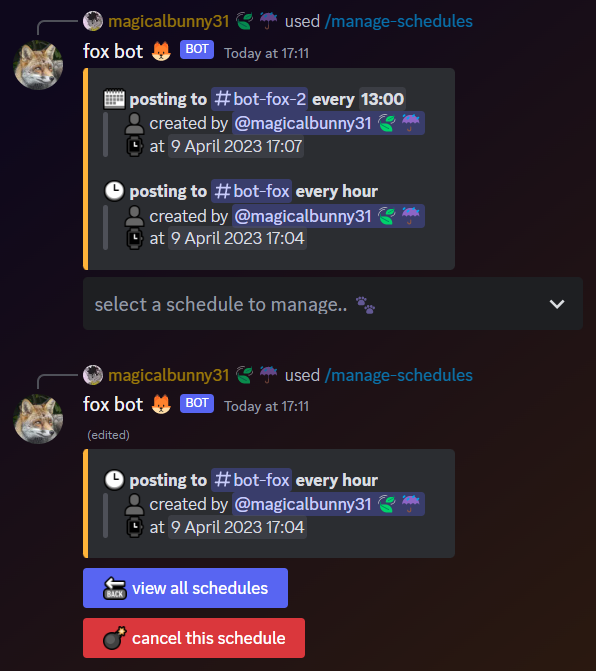 magicalbunny31 🍃 ☔ used /manage-schedules
fox bot 🦊 BOT Today at 17:11
posting to #bot-fox-2 every 13:00
created by @magicalbunny31
at 9 April 2023 17:07
posting to #bot-fox every hour
created by @magicalbunny31
at 9 April 2023 17:04
select a schedule to manage.. 🐾
magicalbunny31 used /manage-schedules
fox bot 🦊 BOT Today at 17:11
(edited)
posting to #bot-fox every hour
created by @magicalbunny31
at 9 April 2023 17:04
BACK view all schedules
cancel this schedule